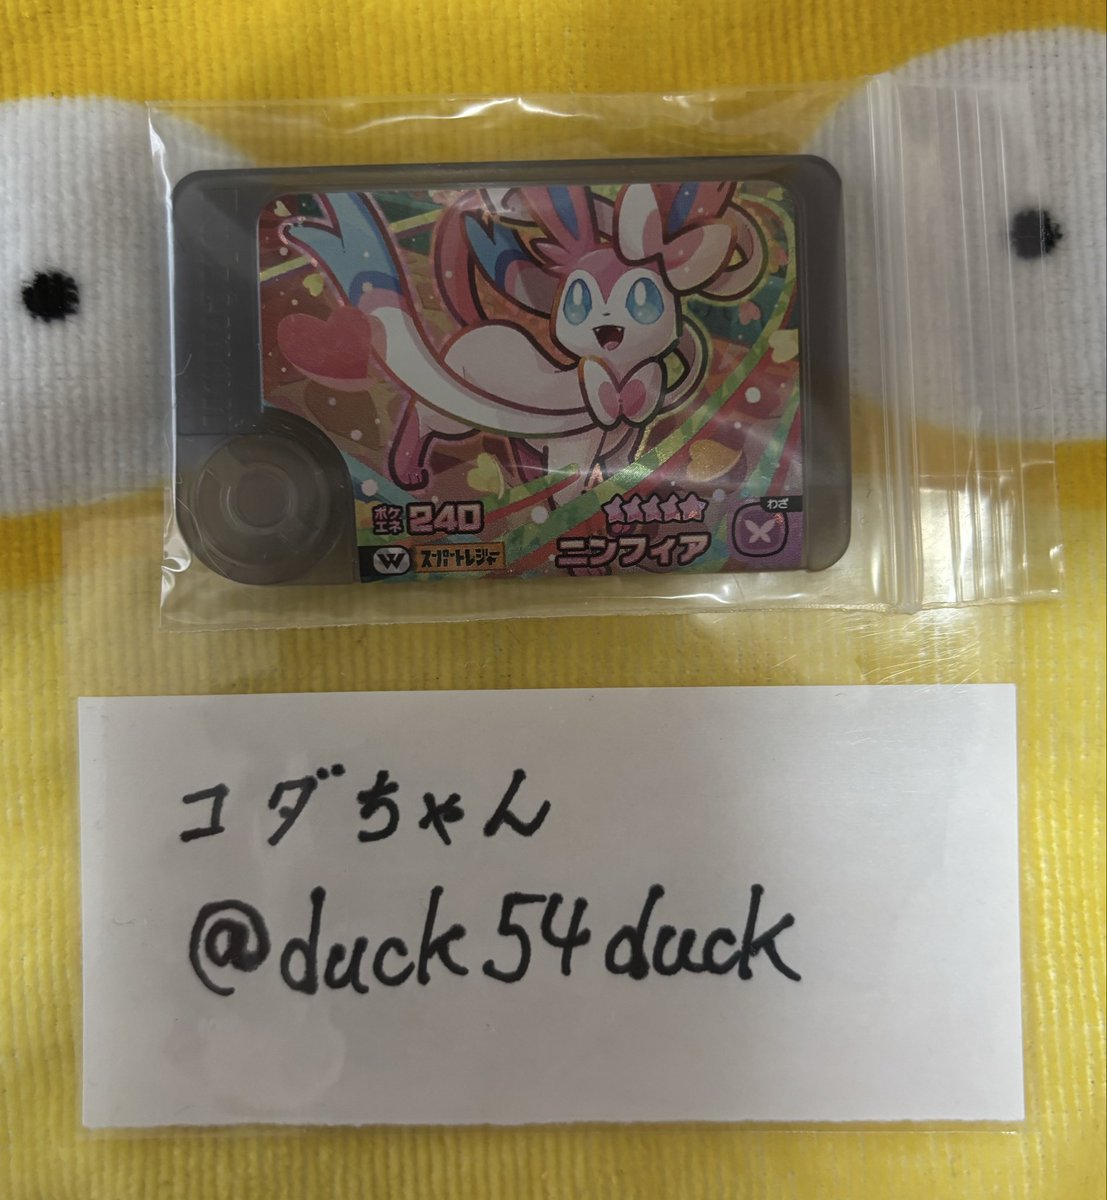 ポケエネ 240
わざ
W スーパートレジャー
ニンフィア
コダちゃん
@duck54duck